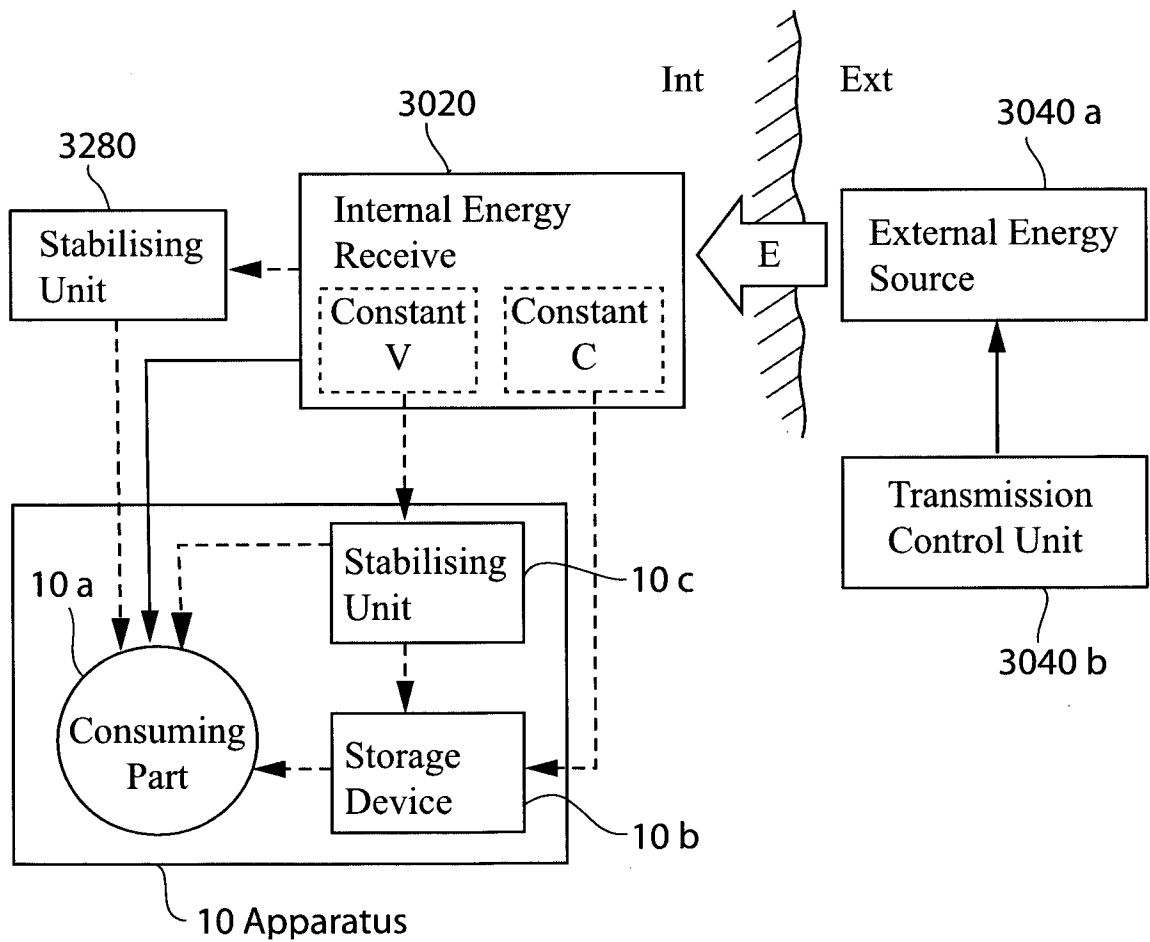 Int
Ext
3020
3040 a
3280
Internal Energy
Receive
Stabilising
Unit
External Energy
Source
E
Constant
V
Constant
C
Transmission
Control Unit
10 a
Stabilising
Unit
10 c
3040 b
Consuming
Part
Storage
Device
10 b
10 Apparatus